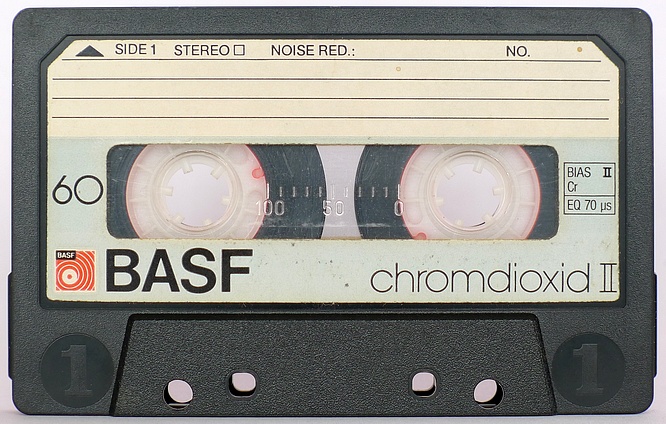 SIDE 1 STEREO NOISE RED.: NO.
60
100 50 0
BIAS II
Cr
EQ 70 µs
BASF
BASF
chromdioxid II
1 1